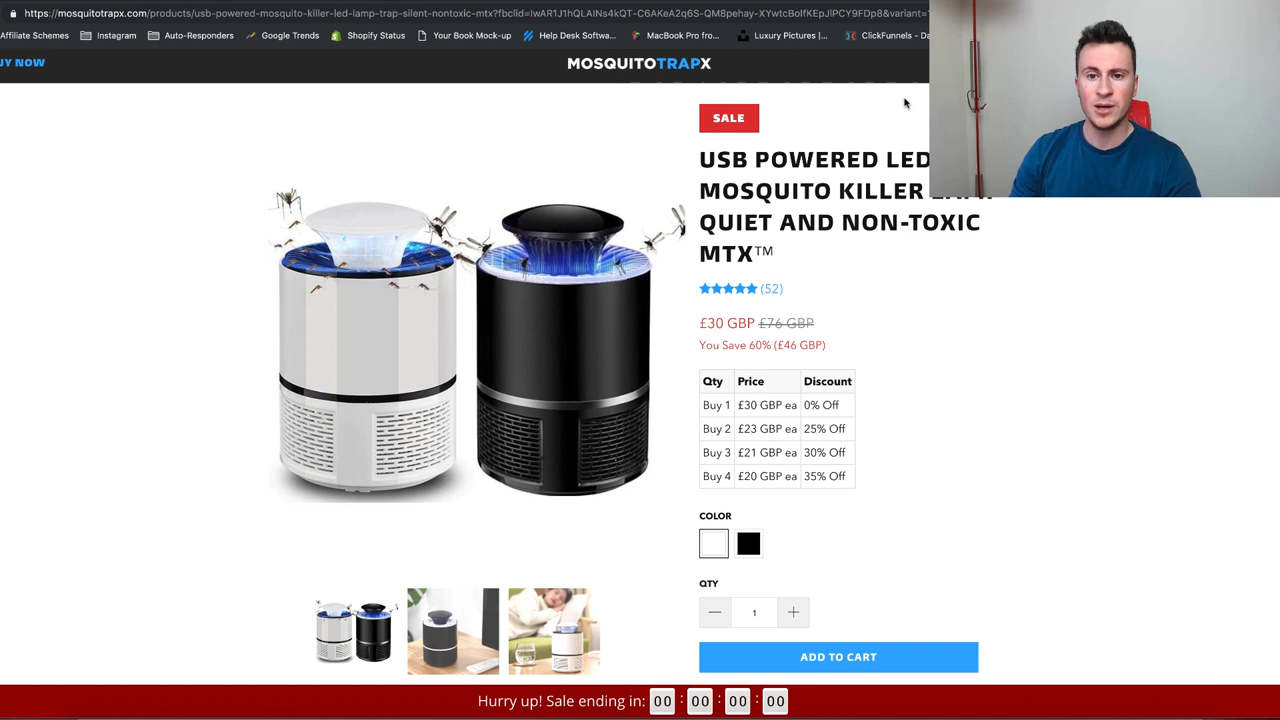 https://mosquitotrapx.com/products/usb-powered-mosquito-killer-led-lamp-trap-silent-nontoxic-mtx?fbclid=
Affiliate Schemes Instagram Auto-Responders Google Trends Shopify Status Your Book Mock-up Help Desk Softwa... MacBook Pro fro... Luxury Pictures |... ClickFunnels - Da
UY NOW
MOSQUITOTRAPX
SALE
USB POWERED LED
MOSQUITO KILLER
QUIET AND NON-TOXIC
MTX™
(52)
£30 GBP £76 GBP
You Save 60% (£46 GBP)
Qty Price Discount
Buy 1 £30 GBP ea 0% Off
Buy 2 £23 GBP ea 25% Off
Buy 3 £21 GBP ea 30% Off
Buy 4 £20 GBP ea 35% Off
COLOR
QTY
1
ADD TO CART
Hurry up! Sale ending in: 00 : 00 : 00 : 00